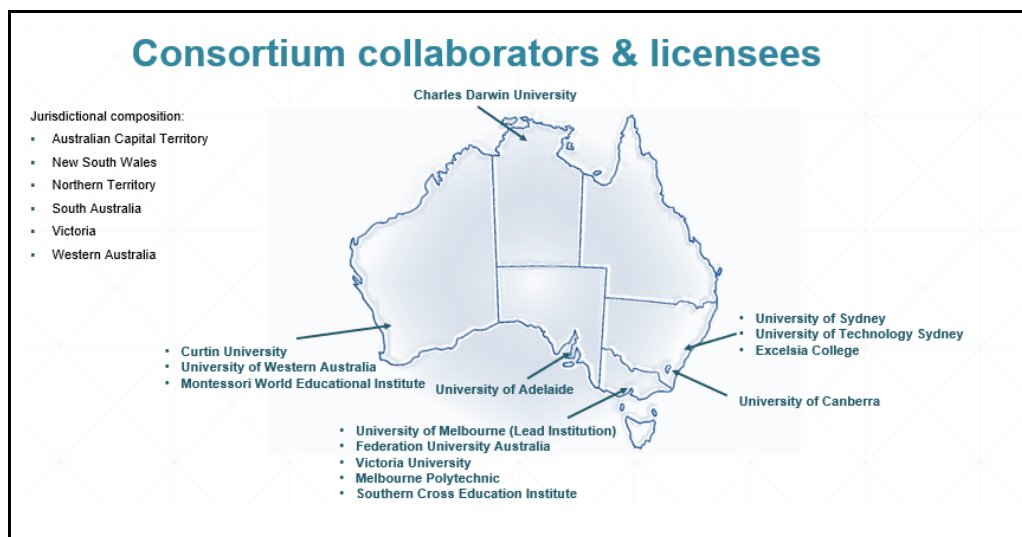 Consortium collaborators & licensees
Jurisdictional composition:
▪ Australian Capital Territory
▪ New South Wales
▪ Northern Territory
▪ South Australia
▪ Victoria
▪ Western Australia
Charles Darwin University
• University of Sydney
• University of Technology Sydney
• Excelsia College
• Curtin University
• University of Western Australia
• Montessori World Educational Institute
University of Adelaide
University of Canberra
• University of Melbourne (Lead Institution)
• Federation University Australia
• Victoria University
• Melbourne Polytechnic
• Southern Cross Education Institute